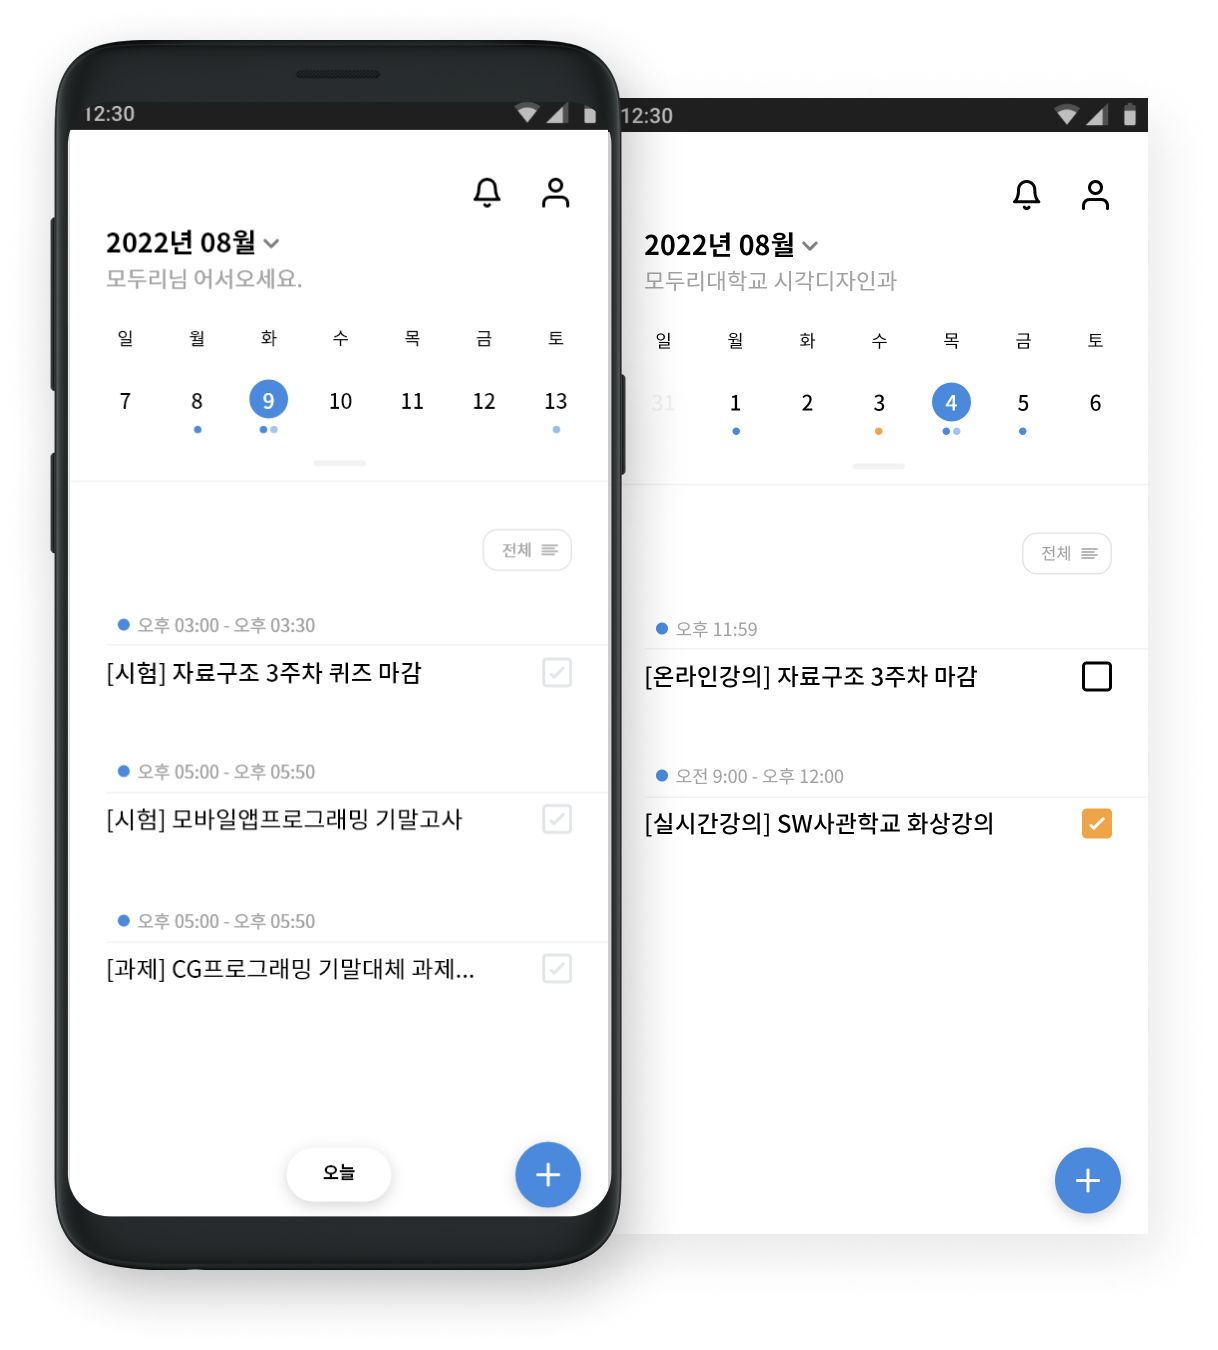 12:30
2022년 08월
모두리님 어서오세요.
일 월 화 수 목 금 토
7 8 9 10 11 12 13
전체
오후 03:00 - 오후 03:30
[시험] 자료구조 3주차 퀴즈 마감
오후 05:00 - 오후 05:50
[시험] 모바일앱프로그래밍 기말고사
오후 05:00 - 오후 05:50
[과제] CG프로그래밍 기말대체 과제...
오늘
12:30
2022년 08월
모두리대학교 시각디자인과
일 월 화 수 목 금 토
31 1 2 3 4 5 6
전체
오후 11:59
[온라인강의] 자료구조 3주차 마감
오전 9:00 - 오후 12:00
[실시간강의] SW사관학교 화상강의